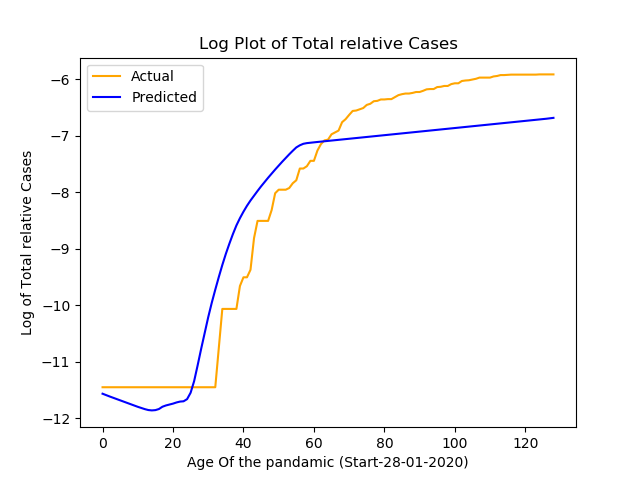 Log Plot of Total relative Cases
Actual
Predicted
Log of Total relative Cases
−6
−7
−8
−9
−10
−11
−12
0 20 40 60 80 100 120
Age Of the pandamic (Start-28-01-2020)